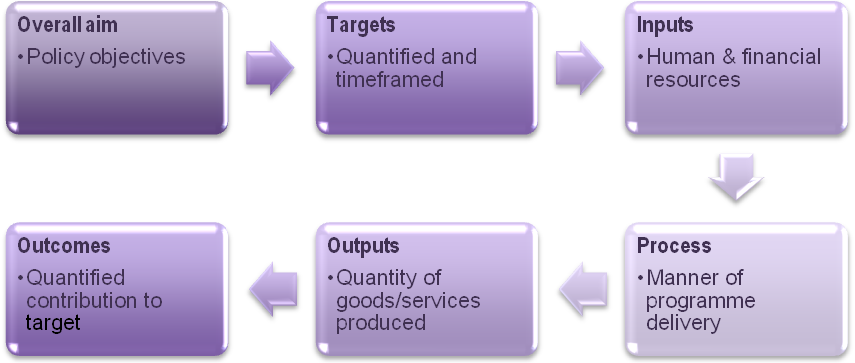 Overall aim
•Policy objectives
Targets
•Quantified and
timeframed
Inputs
•Human & financial
resources
Process
•Manner of
programme
delivery
Outputs
•Quantity of
goods/services
produced
Outcomes
•Quantified
contribution to
target